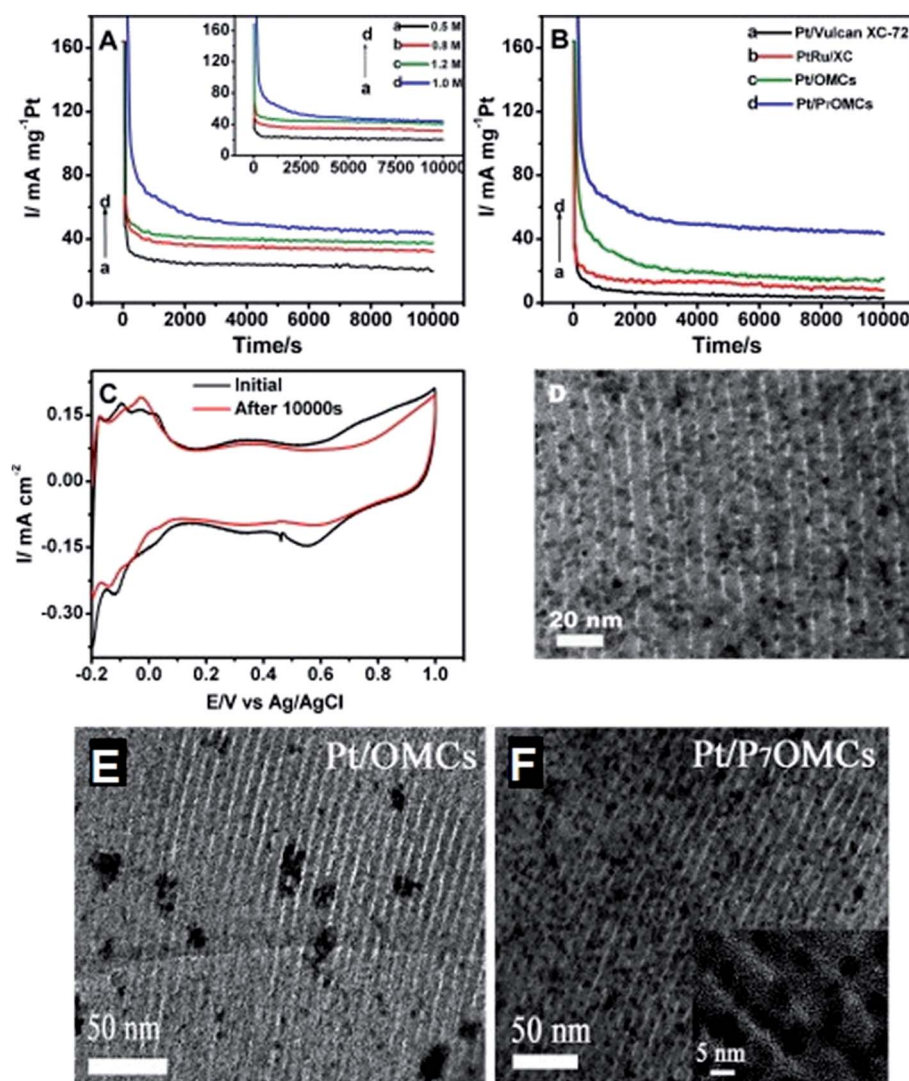 A
a 0.5 M
b 0.8 M
c 1.2 M
d 1.0 M
d
a
160
120
80
40
0
0 2500 5000 7500 10000
I/ mA mg⁻¹Pt
160
120
80
40
0
d
a
0 2000 4000 6000 8000 10000
Time/s
B
a Pt/Vulcan XC-72
b PtRu/XC
c Pt/OMCs
d Pt/P₇OMCs
I/ mA mg⁻¹Pt
160
120
80
40
0
d
a
0 2000 4000 6000 8000 10000
Time/s
C
Initial
After 10000s
I/ mA cm⁻²
0.15
0.00
-0.15
-0.30
-0.2 0.0 0.2 0.4 0.6 0.8 1.0
E/V vs Ag/AgCl
D
20 nm
E
Pt/OMCs
50 nm
F
Pt/P₇OMCs
50 nm
5 nm